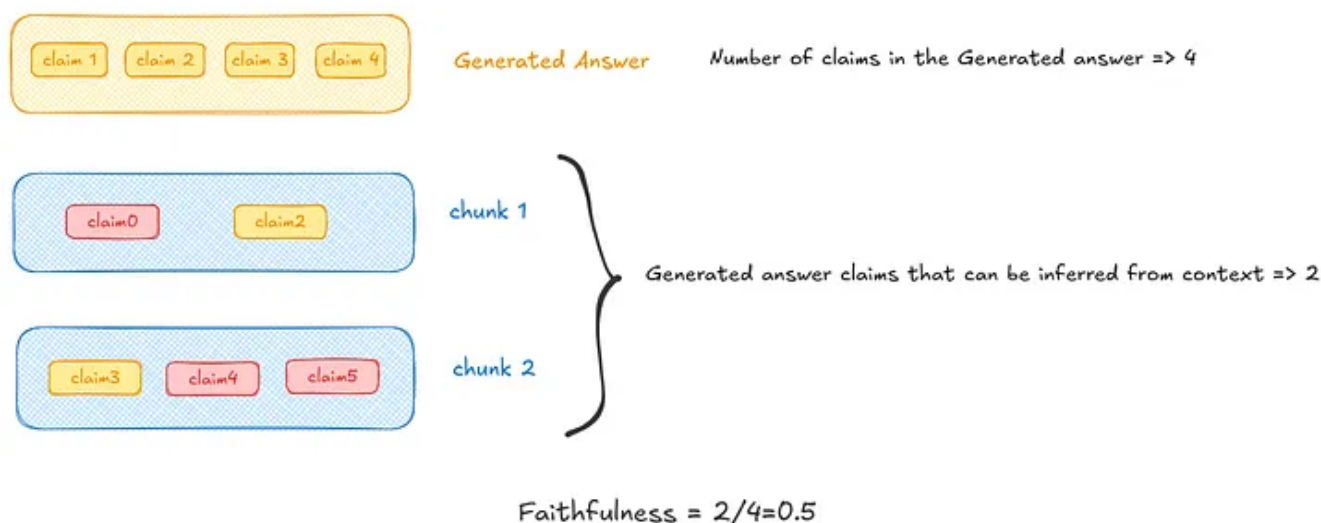 claim 1 claim 2 claim 3 claim 4
Generated Answer
Number of claims in the Generated answer => 4
claim0 claim2
chunk 1
Generated answer claims that can be inferred from context => 2
claim3 claim4 claim5
chunk 2
Faithfulness = 2/4=0.5